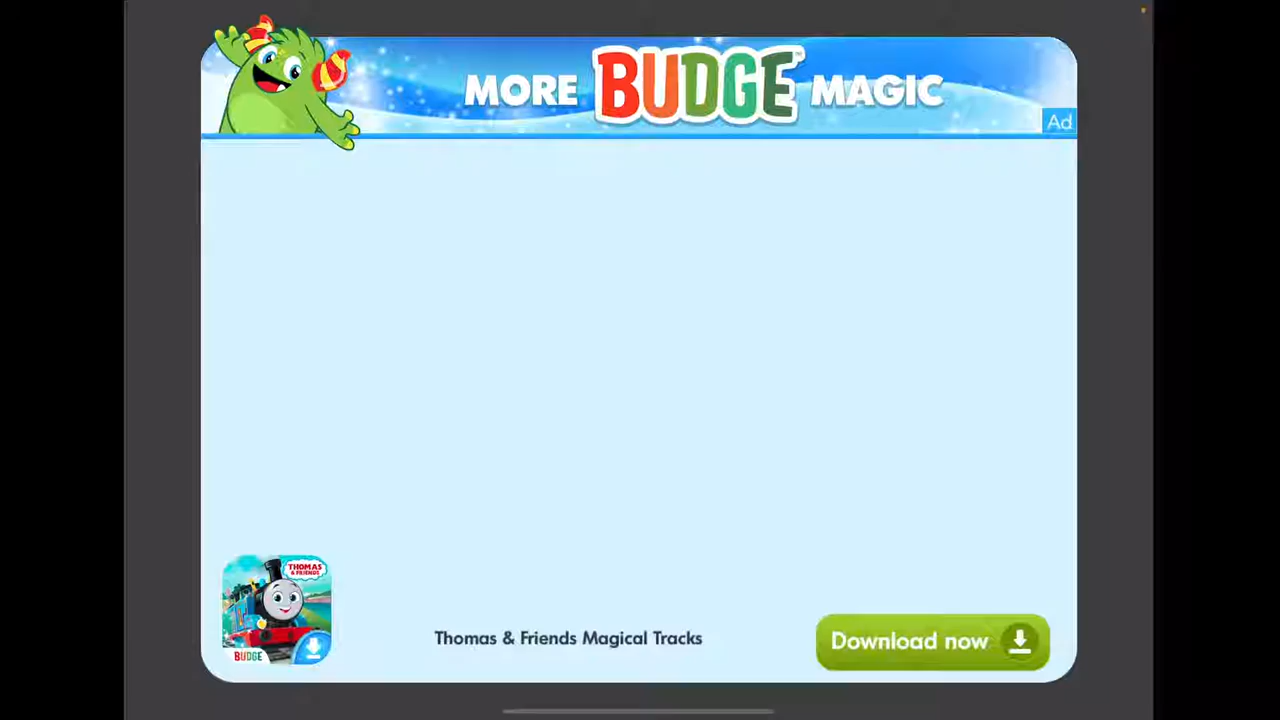 MORE BUDGE MAGIC
Ad
THOMAS
& FRIENDS
BUDGE
Thomas & Friends Magical Tracks
Download now